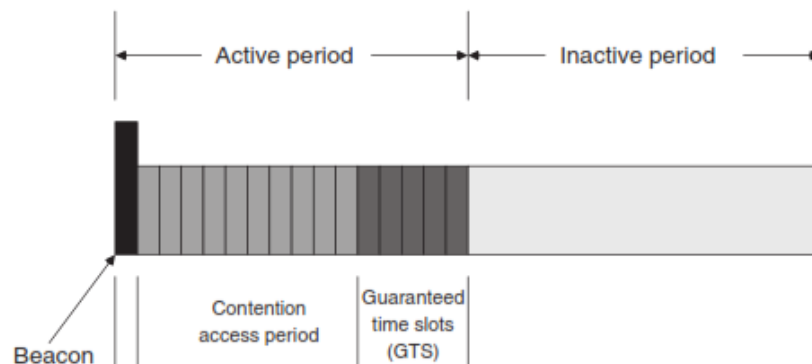 Active period
Inactive period
Contention
access period
Guaranteed
time slots
(GTS)
Beacon